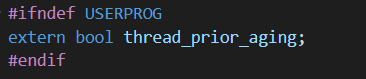 #ifndef USERPROG
extern bool thread_prior_aging;
#endif